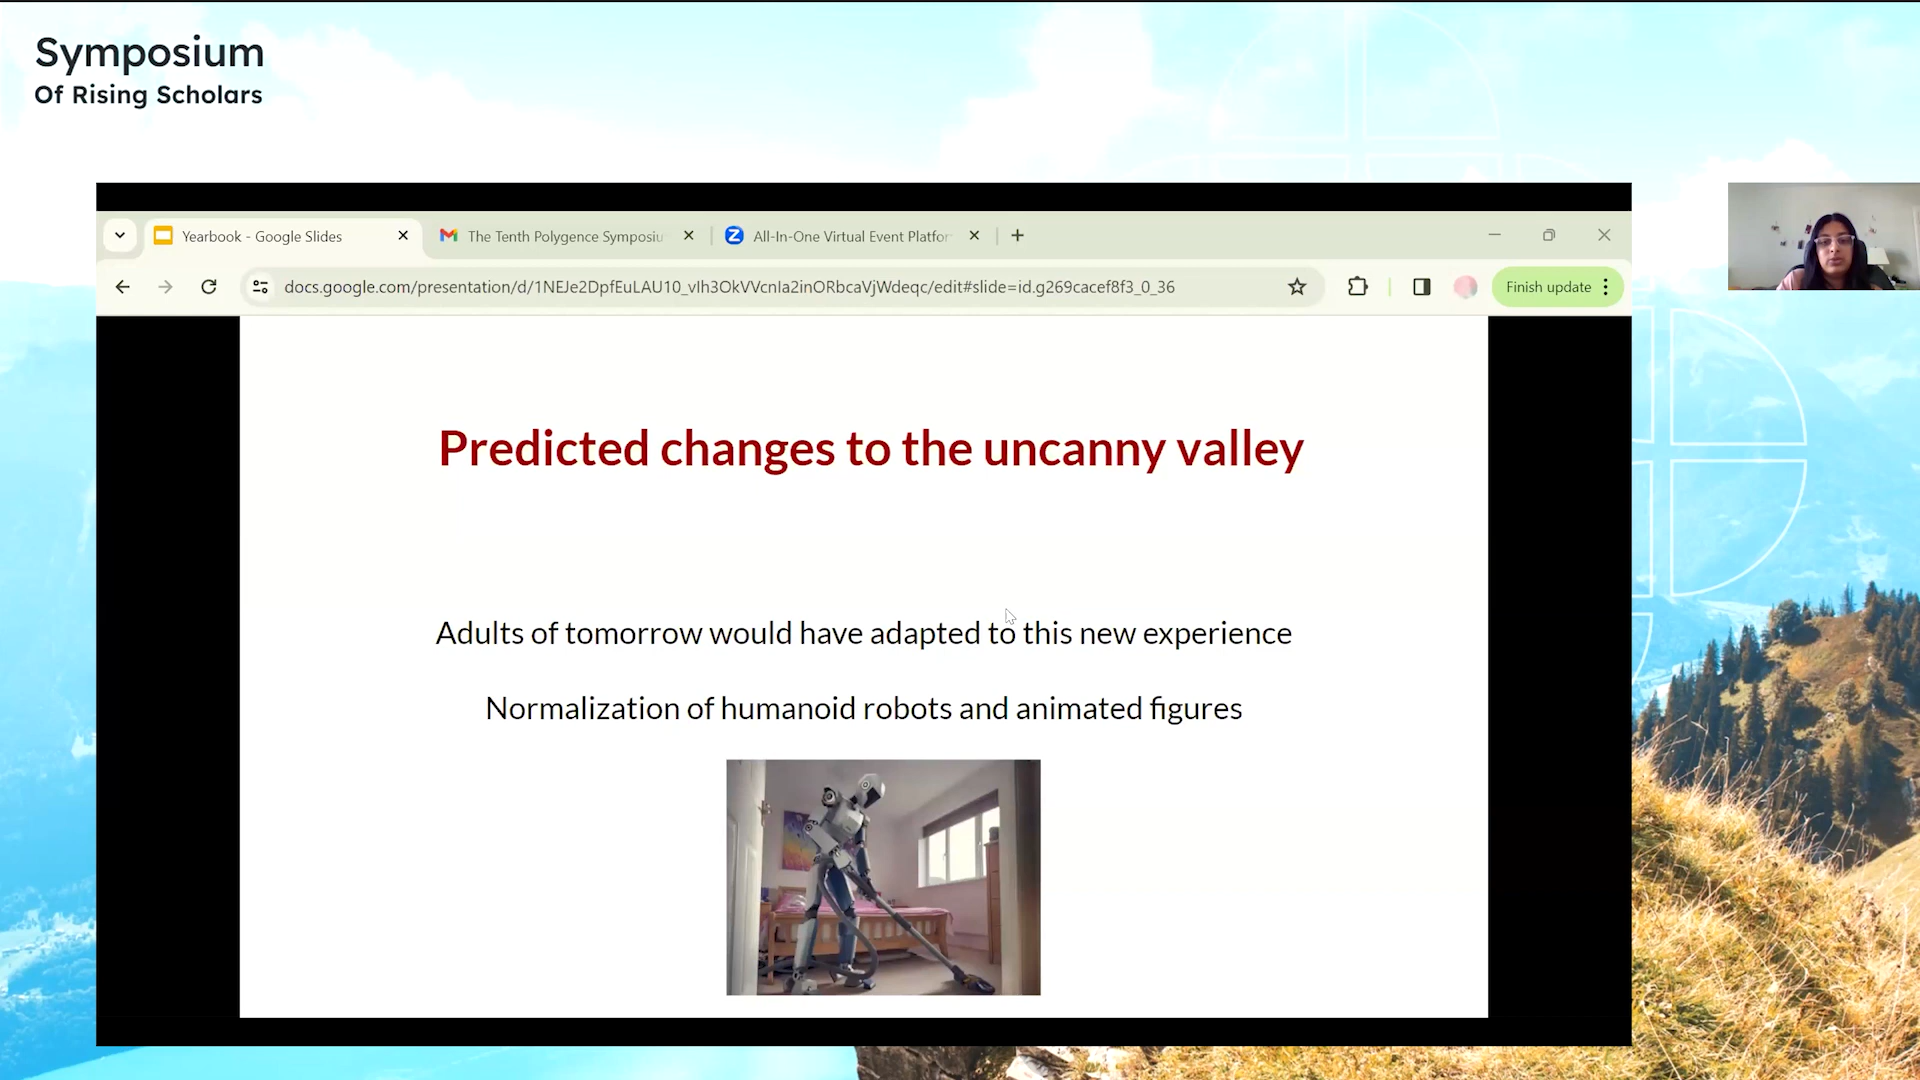 Symposium
Of Rising Scholars
Yearbook - Google Slides
The Tenth Polygence Symposiu
All-In-One Virtual Event Platfor
docs.google.com/presentation/d/1NEJe2DpfEuLAU10_vIh3OkVVcnIa2inORbcaVjWdeqc/edit#slide=id.g269cacef8f3_0_36
Finish update
Predicted changes to the uncanny valley
Adults of tomorrow would have adapted to this new experience
Normalization of humanoid robots and animated figures